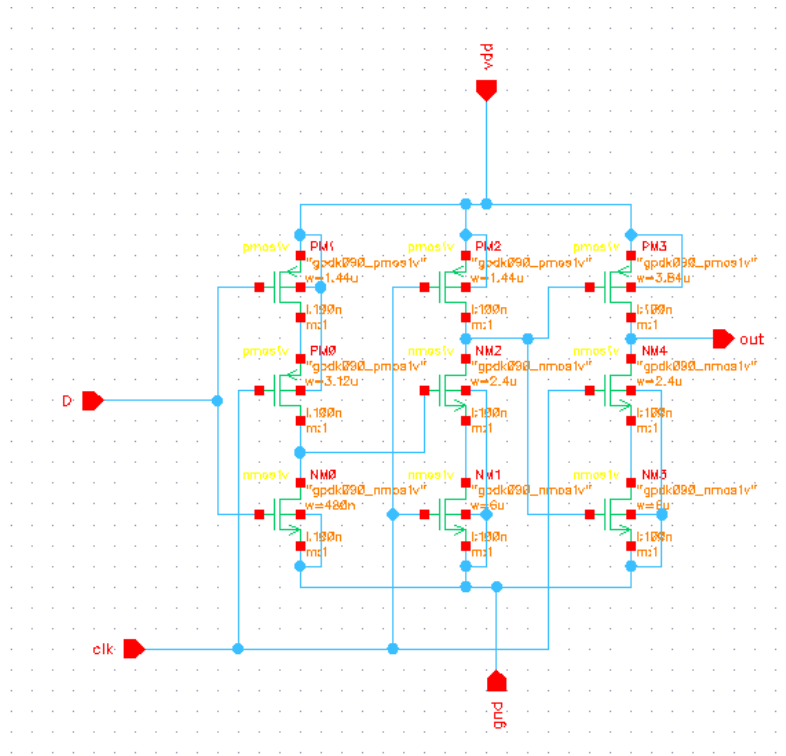 vdd
pmos1v
PM1
"gpdk090_pmos1v"
w=1.44u
l:100n
m:1
pmos1v
PM2
"gpdk090_pmos1v"
w=1.44u
l:100n
m:1
pmos1v
PM3
"gpdk090_pmos1v"
w=3.84u
l:100n
m:1
out
pmos1v
PM0
"gpdk090_pmos1v"
w=3.12u
l:100n
m:1
nmos1v
NM2
"gpdk090_nmos1v"
w=2.4u
l:100n
m:1
nmos1v
NM4
"gpdk090_nmos1v"
w=2.4u
l:100n
m:1
D
nmos1v
NM0
"gpdk090_nmos1v"
w=480n
l:100n
m:1
nmos1v
NM1
"gpdk090_nmos1v"
w=6u
l:100n
m:1
nmos1v
NM3
"gpdk090_nmos1v"
l:100n
m:1
clk
gnd